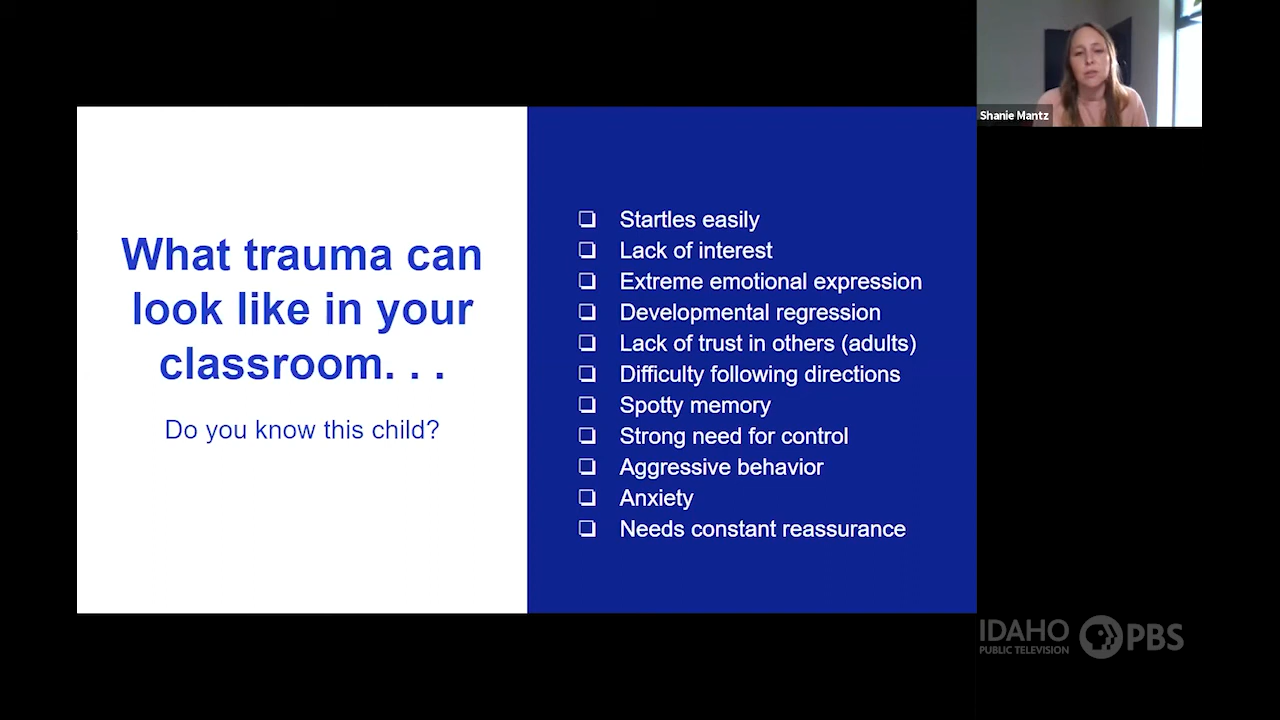 Shanie Mantz
What trauma can
look like in your
classroom. . .
Do you know this child?
❏ Startles easily
❏ Lack of interest
❏ Extreme emotional expression
❏ Developmental regression
❏ Lack of trust in others (adults)
❏ Difficulty following directions
❏ Spotty memory
❏ Strong need for control
❏ Aggressive behavior
❏ Anxiety
❏ Needs constant reassurance
IDAHO
PUBLIC TELEVISION
PBS